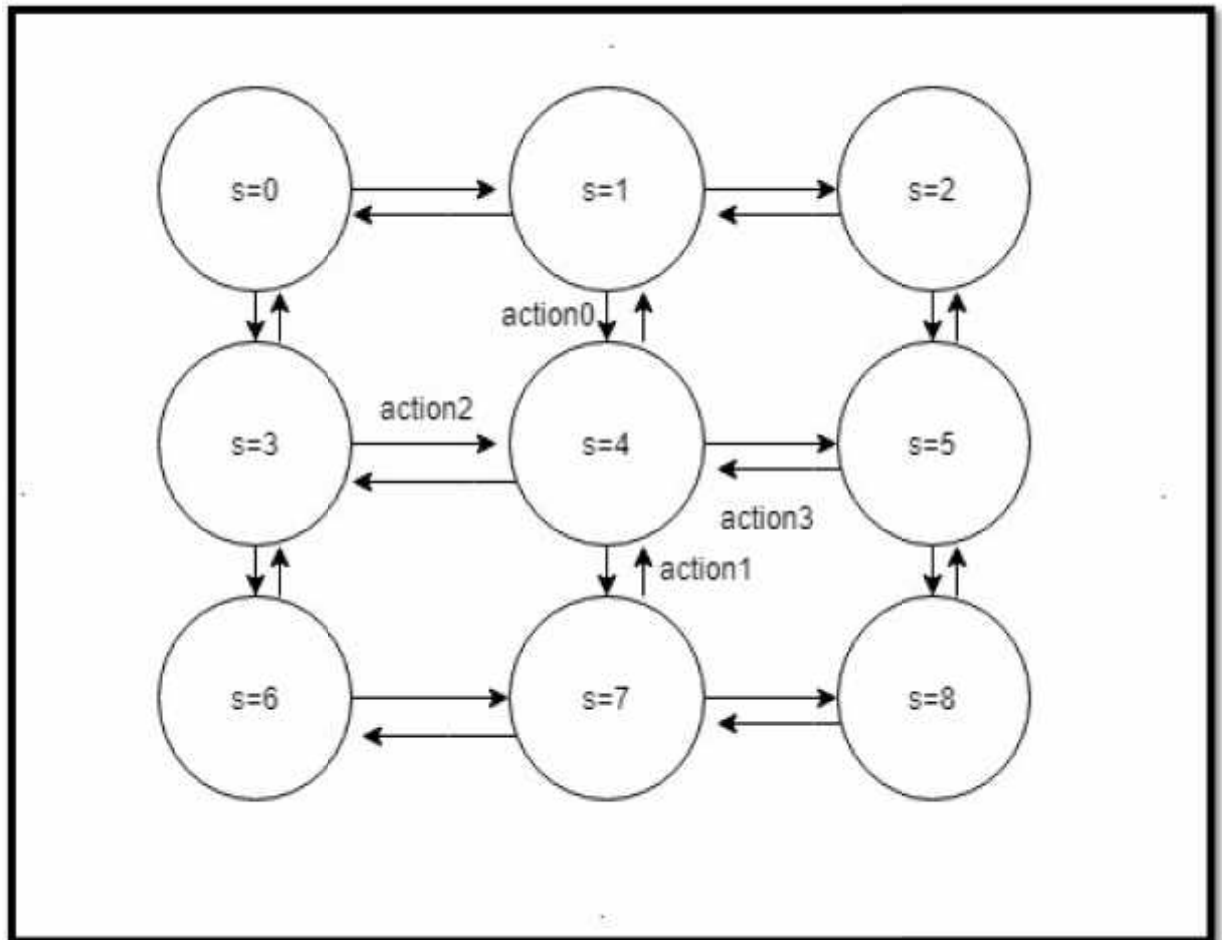 s=0
s=1
s=2
action0
action2
s=3
s=4
s=5
action3
action1
s=6
s=7
s=8